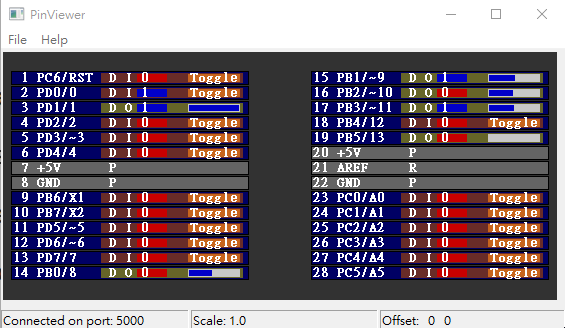 PinViewer
File Help
1 PC6/RST D I 0 Toggle
2 PD0/0 D I 1 Toggle
3 PD1/1 D O 1
4 PD2/2 D I 0 Toggle
5 PD3/~3 D I 0 Toggle
6 PD4/4 D I 0 Toggle
7 +5V P
8 GND P
9 PB6/X1 D I 0 Toggle
10 PB7/X2 D I 0 Toggle
11 PD5/~5 D I 0 Toggle
12 PD6/~6 D I 0 Toggle
13 PD7/7 D I 0 Toggle
14 PB0/8 D O 0
15 PB1/~9 D O 1
16 PB2/~10 D O 0
17 PB3/~11 D O 1
18 PB4/12 D I 0 Toggle
19 PB5/13 D O 0
20 +5V P
21 AREF R
22 GND P
23 PC0/A0 D I 0 Toggle
24 PC1/A1 D I 0 Toggle
25 PC2/A2 D I 0 Toggle
26 PC3/A3 D I 0 Toggle
27 PC4/A4 D I 0 Toggle
28 PC5/A5 D I 0 Toggle
Connected on port: 5000
Scale: 1.0
Offset: 0 0